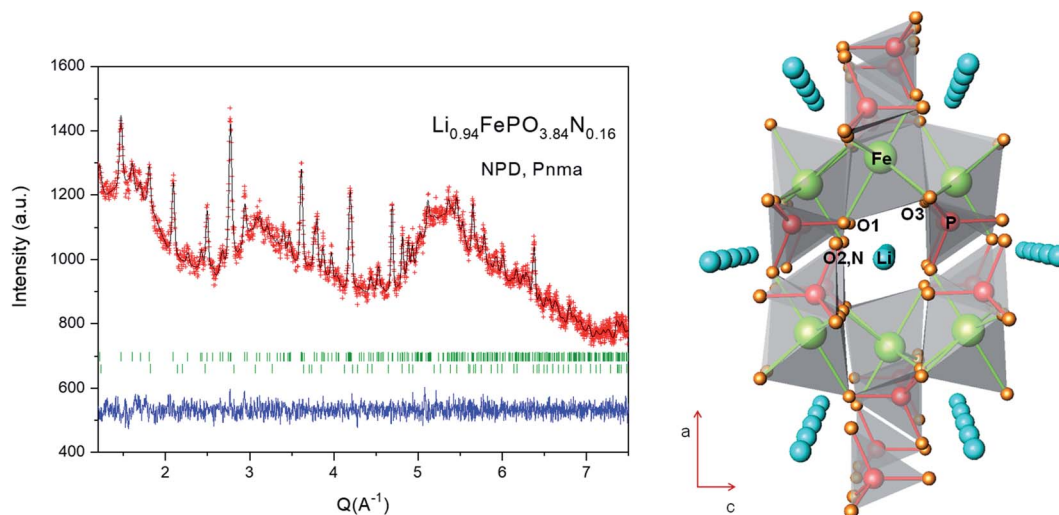 1600
1400
1200
1000
800
600
400
Intensity (a.u.)
Li0.94FePO3.84N0.16
NPD, Pnma
2 3 4 5 6 7
Q(A⁻¹)
Fe
O3
P
O1
O2,N
Li
a
c